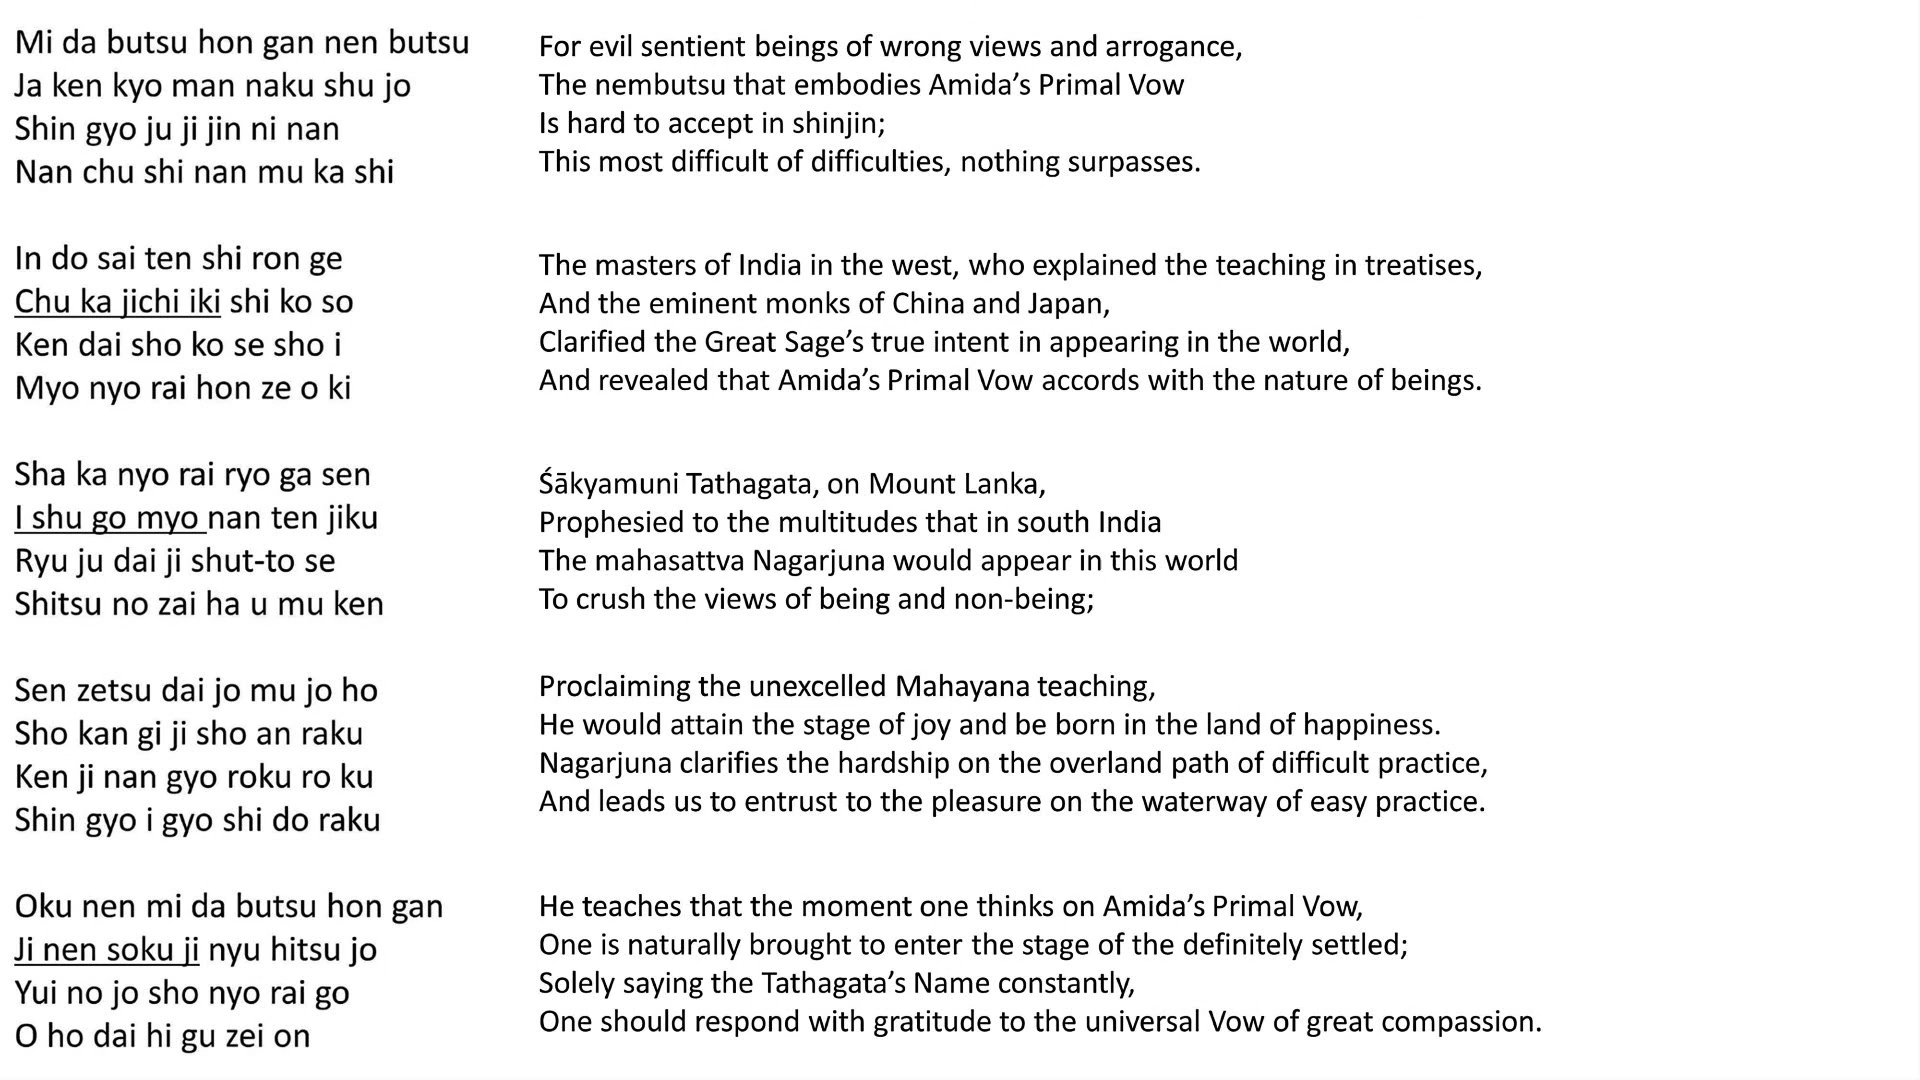 Mi da butsu hon gan nen butsu
Ja ken kyo man naku shu jo
Shin gyo ju ji jin ni nan
Nan chu shi nan mu ka shi
For evil sentient beings of wrong views and arrogance,
The nembutsu that embodies Amida’s Primal Vow
Is hard to accept in shinjin;
This most difficult of difficulties, nothing surpasses.
In do sai ten shi ron ge
Chu ka jichi iki shi ko so
Ken dai sho ko se sho i
Myo nyo rai hon ze o ki
The masters of India in the west, who explained the teaching in treatises,
And the eminent monks of China and Japan,
Clarified the Great Sage’s true intent in appearing in the world,
And revealed that Amida’s Primal Vow accords with the nature of beings.
Sha ka nyo rai ryo ga sen
I shu go myo nan ten jiku
Ryu ju dai ji shut-to se
Shitsu no zai ha u mu ken
Śākyamuni Tathagata, on Mount Lanka,
Prophesied to the multitudes that in south India
The mahasattva Nagarjuna would appear in this world
To crush the views of being and non-being;
Sen zetsu dai jo mu jo ho
Sho kan gi ji sho an raku
Ken ji nan gyo roku ro ku
Shin gyo i gyo shi do raku
Proclaiming the unexcelled Mahayana teaching,
He would attain the stage of joy and be born in the land of happiness.
Nagarjuna clarifies the hardship on the overland path of difficult practice,
And leads us to entrust to the pleasure on the waterway of easy practice.
Oku nen mi da butsu hon gan
Ji nen soku ji nyu hitsu jo
Yui no jo sho nyo rai go
O ho dai hi gu zei on
He teaches that the moment one thinks on Amida’s Primal Vow,
One is naturally brought to enter the stage of the definitely settled;
Solely saying the Tathagata’s Name constantly,
One should respond with gratitude to the universal Vow of great compassion.